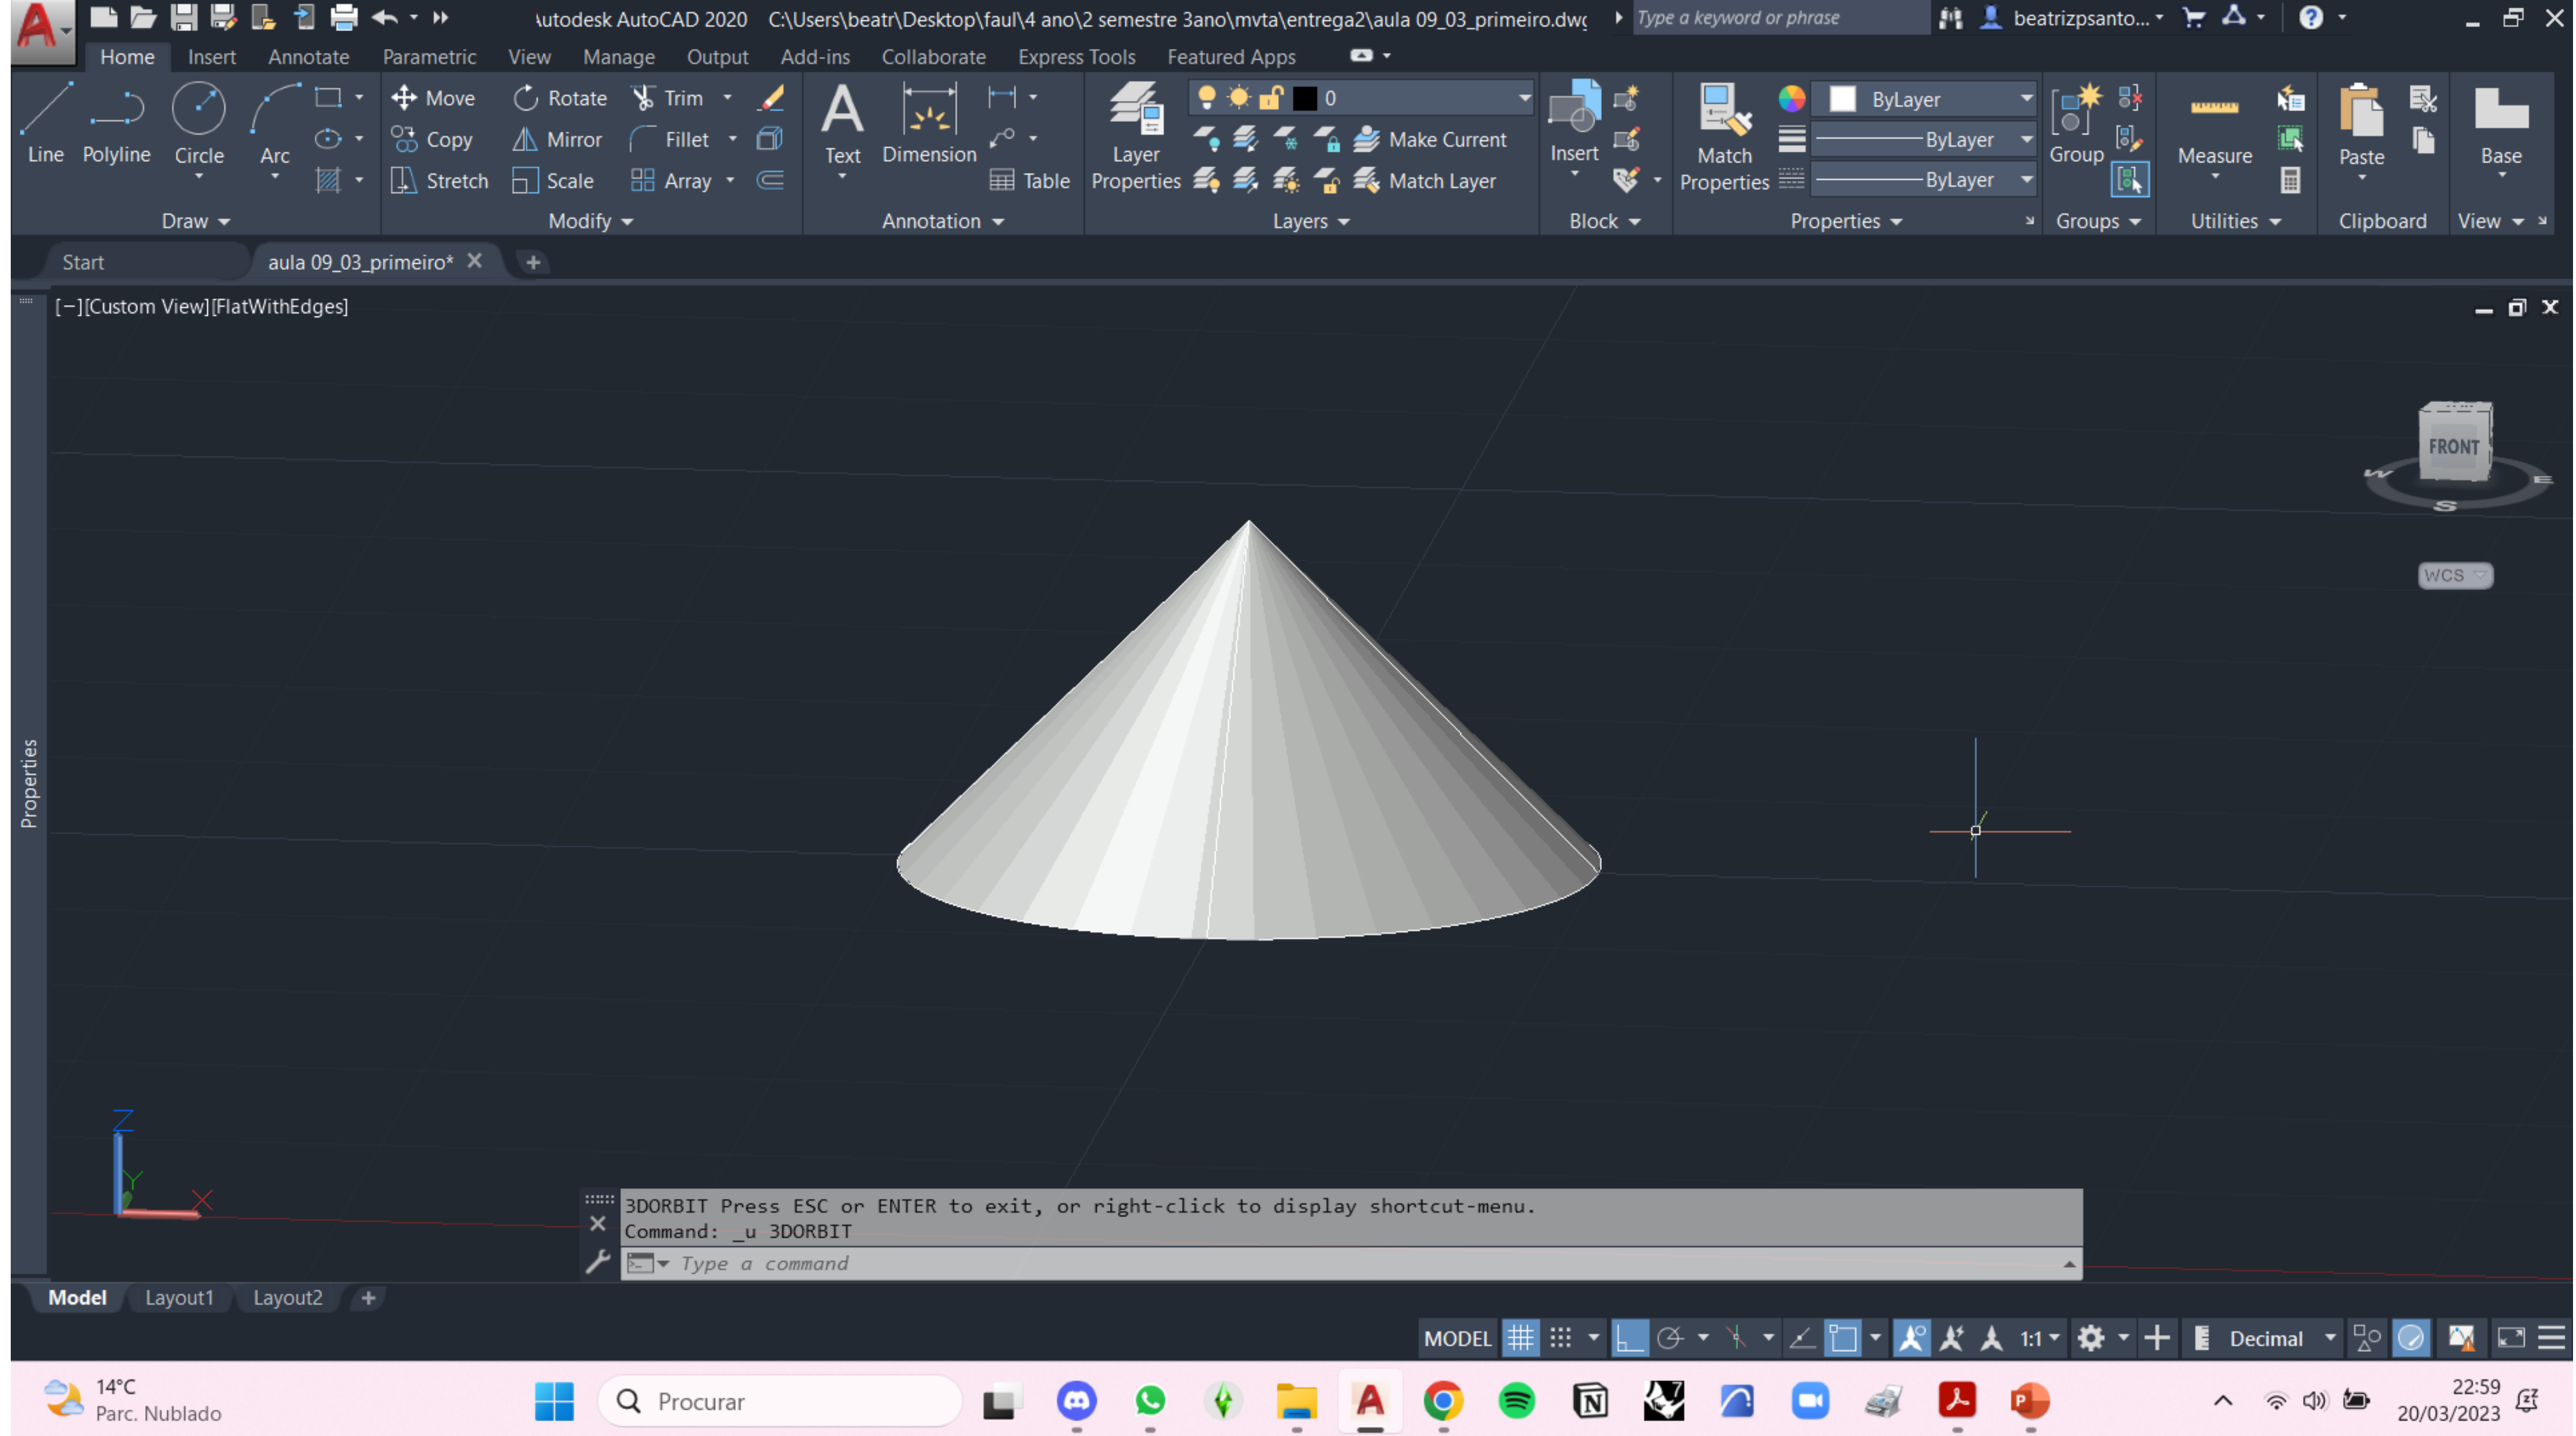 Autodesk AutoCAD 2020 C:\Users\beatr\Desktop\faul\4 ano\2 semestre 3ano\mvta\entrega2\aula 09_03_primeiro.dwg Type a keyword or phrase beatrizpsanto...
Home Insert Annotate Parametric View Manage Output Add-ins Collaborate Express Tools Featured Apps
Move Rotate Trim 0 ByLayer
Copy Mirror Fillet Make Current ByLayer
Line Polyline Circle Arc Text Dimension Layer Insert Match Group Measure Paste Base
Stretch Scale Array Table Properties Match Layer Properties ByLayer
Draw Modify Annotation Layers Block Properties Groups Utilities Clipboard View
Start aula 09_03_primeiro*
[−][Custom View][FlatWithEdges]
FRONT
W E
S
WCS
Properties
Z
Y X
3DORBIT Press ESC or ENTER to exit, or right-click to display shortcut-menu.
Command: _u 3DORBIT
Type a command
Model Layout1 Layout2
MODEL 1:1 Decimal
14°C
Parc. Nublado
Procurar
22:59
20/03/2023